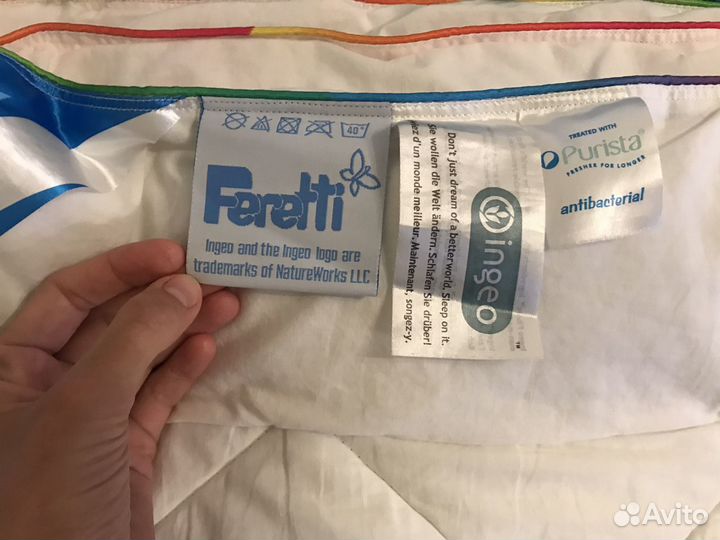 40°
Feretti
Ingeo and the Ingeo logo are
trademarks of NatureWorks LLC
Don't just dream of a better world. Sleep on it.
Sie wollen die Welt ändern. Schlafen Sie drüber!
d'un monde meilleur. Maintenant, songez-y.
ingeo
TM
TREATED WITH
Purista
FRESHER FOR LONGER
antibacterial
Avito